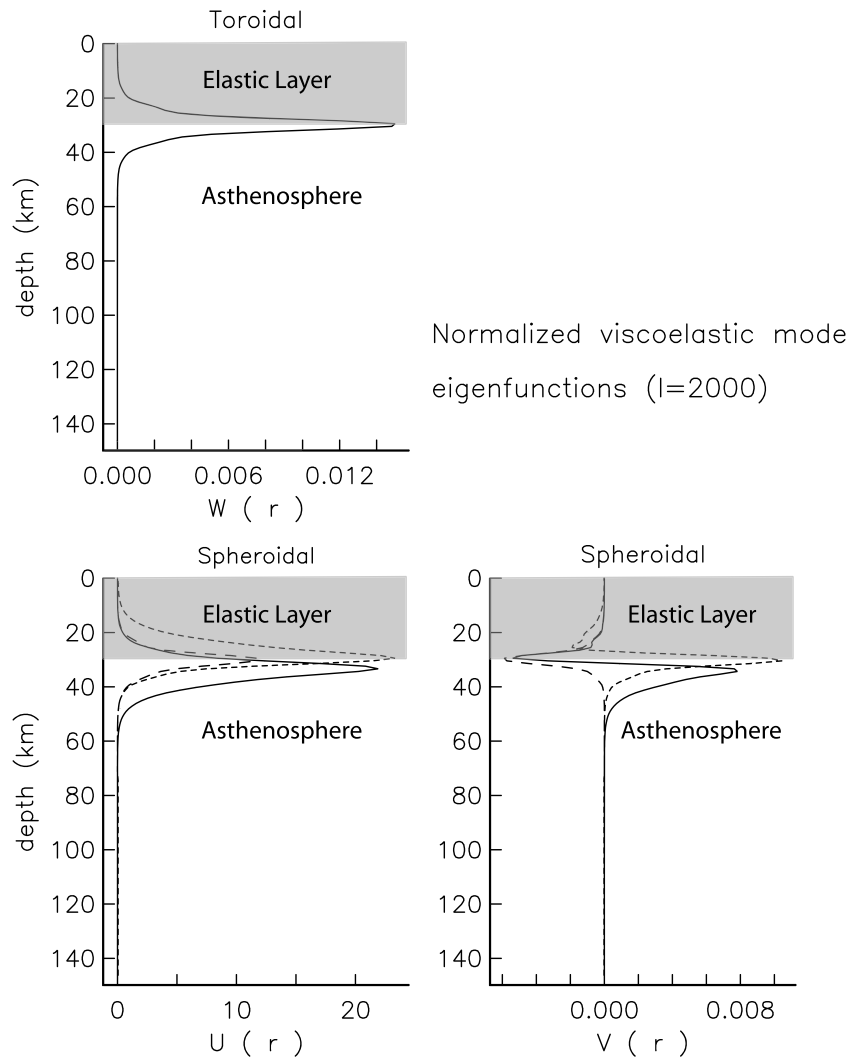 Toroidal
0
20
40
60
80
100
120
140
depth (km)
Elastic Layer
Asthenosphere
0.000 0.006 0.012
W ( r )
Normalized viscoelastic mode
eigenfunctions (l=2000)
Spheroidal
0
20
40
60
80
100
120
140
depth (km)
Elastic Layer
Asthenosphere
0 10 20
U ( r )
Spheroidal
0
20
40
60
80
100
120
140
Elastic Layer
Asthenosphere
0.000 0.008
V ( r )